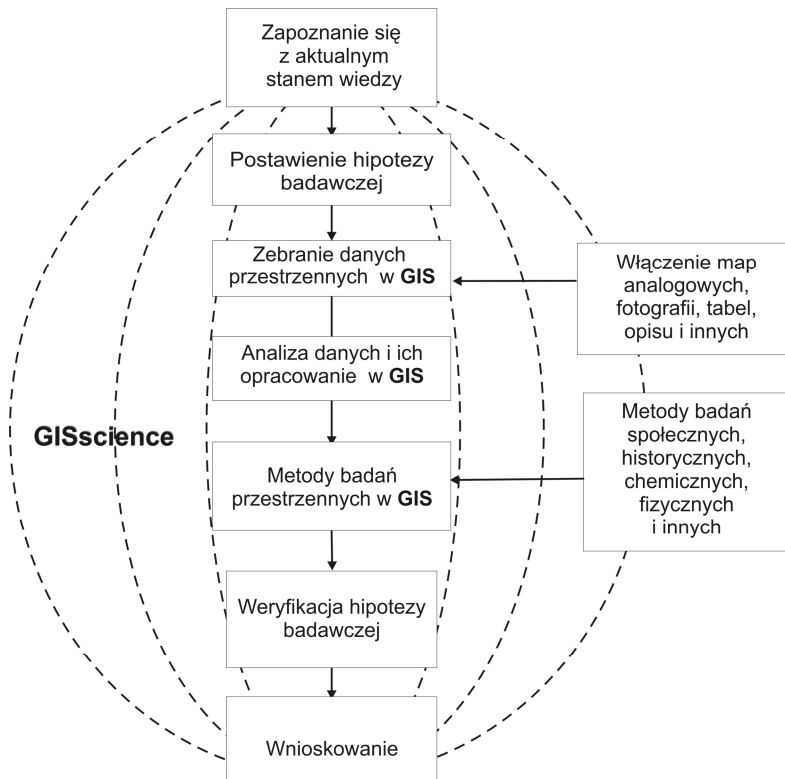 Zapoznanie się
z aktualnym
stanem wiedzy
Postawienie hipotezy
badawczej
Zebranie danych
przestrzennych w GIS
Włączenie map
analogowych,
fotografii, tabel,
opisu i innych
Analiza danych i ich
opracowanie w GIS
GISscience
Metody badań
przestrzennych w GIS
Metody badań
społecznych,
historycznych,
chemicznych,
fizycznych
i innych
Weryfikacja hipotezy
badawczej
Wnioskowanie